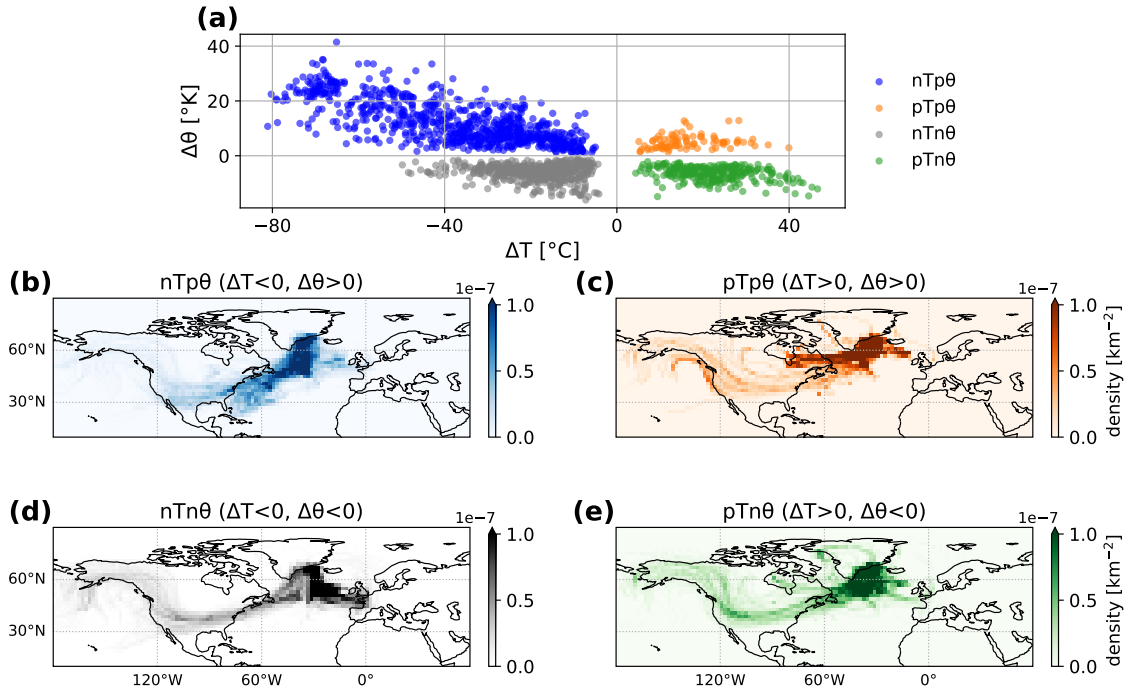 (a)
40
20
0
Δθ [°K]
−80
−40
0
40
ΔT [°C]
nTpθ
pTpθ
nTnθ
pTnθ
(b)
nTpθ (ΔT<0, Δθ>0)
1e−7
60°N
30°N
1.0
0.5
0.0
(c)
pTpθ (ΔT>0, Δθ>0)
1e−7
1.0
0.5
0.0
density [km⁻²]
(d)
nTnθ (ΔT<0, Δθ<0)
1e−7
60°N
30°N
120°W
60°W
0°
1.0
0.5
0.0
(e)
pTnθ (ΔT>0, Δθ<0)
1e−7
120°W
60°W
0°
1.0
0.5
0.0
density [km⁻²]